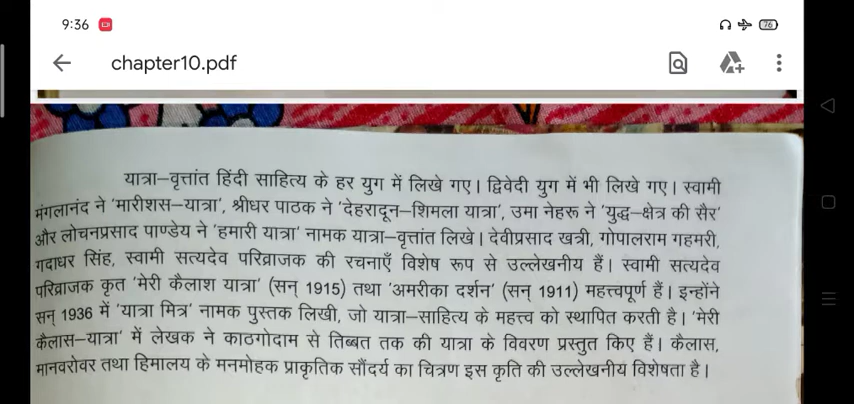 9:36
76
chapter10.pdf
यात्रा-वृत्तांत हिंदी साहित्य के हर युग में लिखे गए। द्विवेदी युग में भी लिखे गए। स्वामी
मंगलानंद ने 'मारीशस-यात्रा', श्रीधर पाठक ने 'देहरादून-शिमला यात्रा', उमा नेहरू ने 'युद्ध-क्षेत्र की सैर'
और लोचनप्रसाद पाण्डेय ने 'हमारी यात्रा' नामक यात्रा-वृत्तांत लिखे। देवीप्रसाद खत्री, गोपालराम गहमरी,
गदाधर सिंह, स्वामी सत्यदेव परिव्राजक की रचनाएँ विशेष रूप से उल्लेखनीय हैं। स्वामी सत्यदेव
परिव्राजक कृत 'मेरी कैलाश यात्रा' (सन् 1915) तथा 'अमरीका दर्शन' (सन् 1911) महत्त्वपूर्ण हैं। इन्होंने
सन् 1936 में 'यात्रा मित्र' नामक पुस्तक लिखी, जो यात्रा-साहित्य के महत्त्व को स्थापित करती है। 'मेरी
कैलास-यात्रा' में लेखक ने काठगोदाम से तिब्बत तक की यात्रा के विवरण प्रस्तुत किए हैं। कैलास,
मानवरोवर तथा हिमालय के मनमोहक प्राकृतिक सौंदर्य का चित्रण इस कृति की उल्लेखनीय विशेषता है।